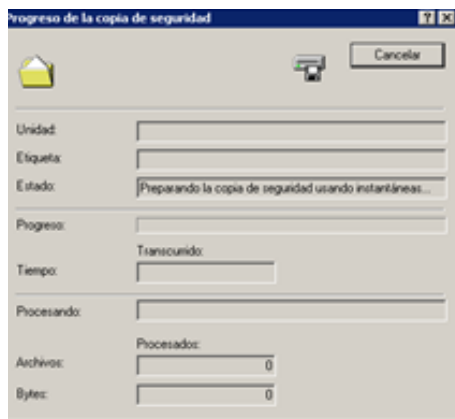 Progreso de la copia de seguridad
Cancelar
Unidad:
Etiqueta:
Estado: Preparando la copia de seguridad usando instantáneas...
Progreso:
Transcurrido:
Tiempo:
Procesando:
Procesados:
Archivos: 0
Bytes: 0